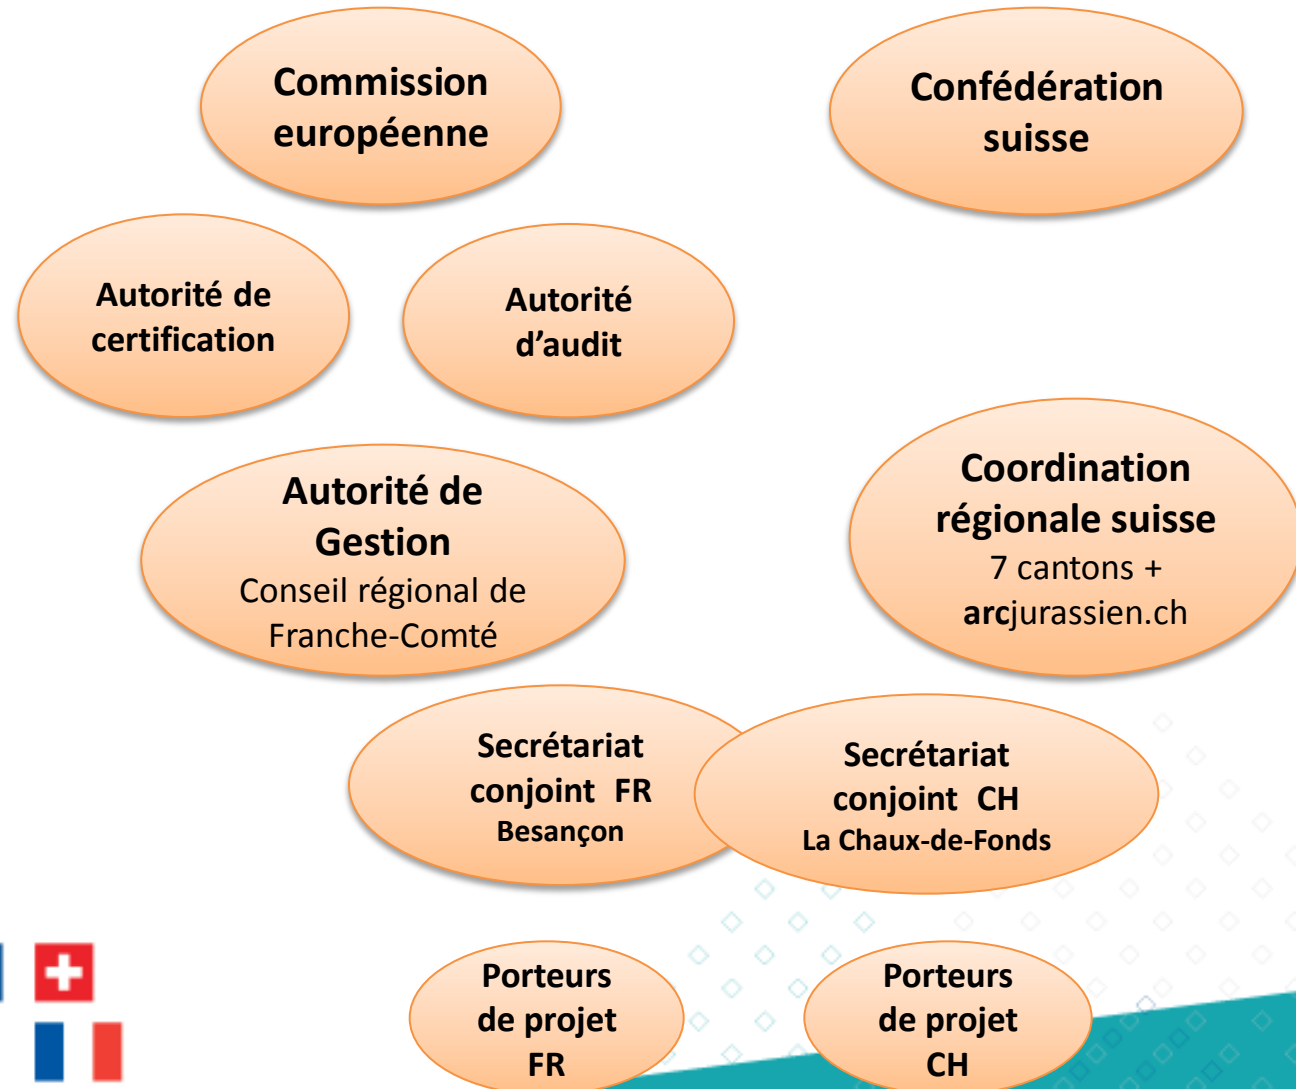 Commission
européenne
Confédération
suisse
Autorité de
certification
Autorité
d’audit
Autorité de
Gestion
Conseil régional de
Franche-Comté
Coordination
régionale suisse
7 cantons +
arcjurassien.ch
Secrétariat
conjoint FR
Besançon
Secrétariat
conjoint CH
La Chaux-de-Fonds
Porteurs
de projet
FR
Porteurs
de projet
CH